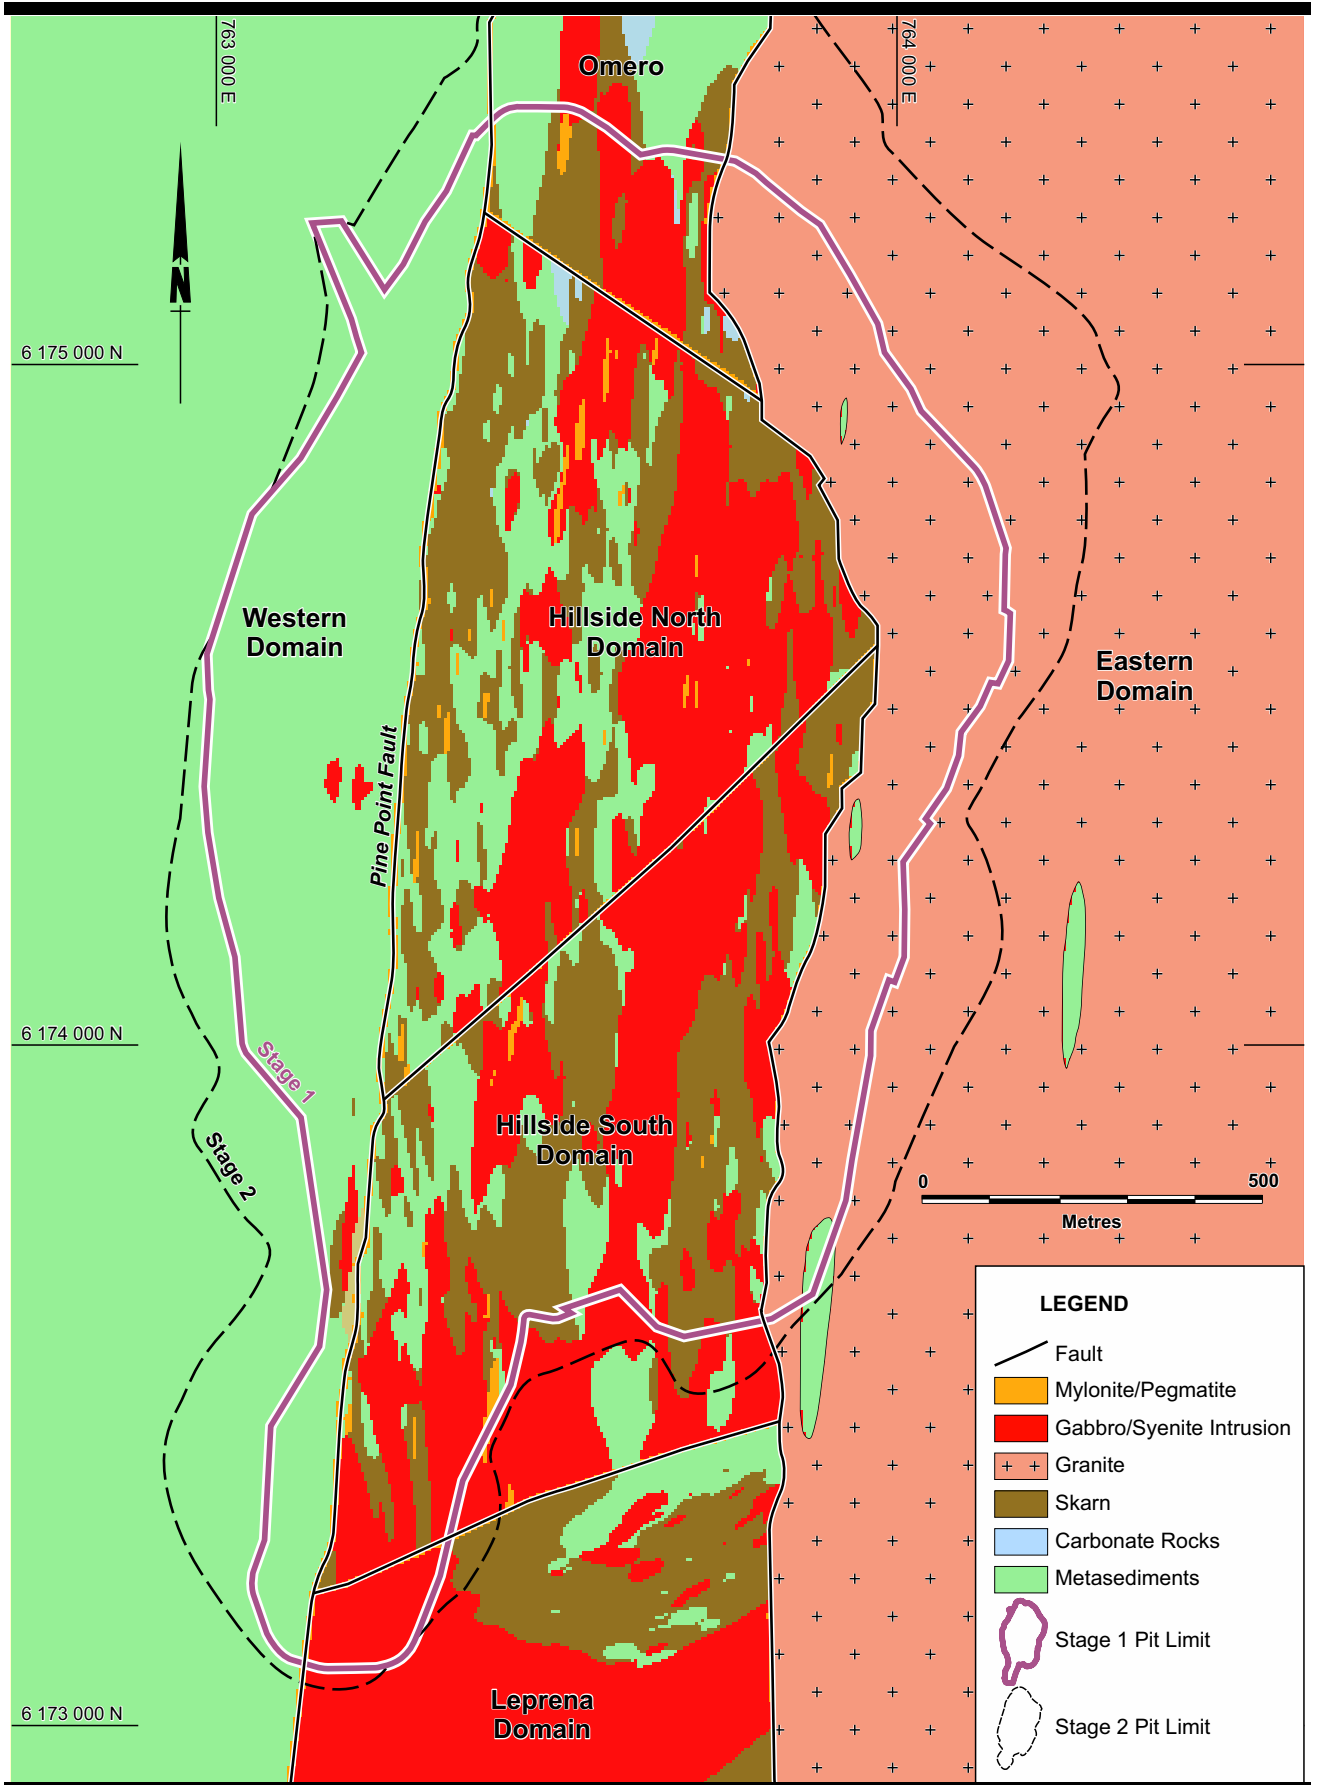 763 000 E
764 000 E
Omero
N
6 175 000 N
Western
Domain
Hillside North
Domain
Eastern
Domain
Pine Point Fault
6 174 000 N
Stage 1
Stage 2
Hillside South
Domain
0 500
Metres
LEGEND
Fault
Mylonite/Pegmatite
Gabbro/Syenite Intrusion
Granite
Skarn
Carbonate Rocks
Metasediments
Stage 1 Pit Limit
Stage 2 Pit Limit
Leprena
Domain
6 173 000 N